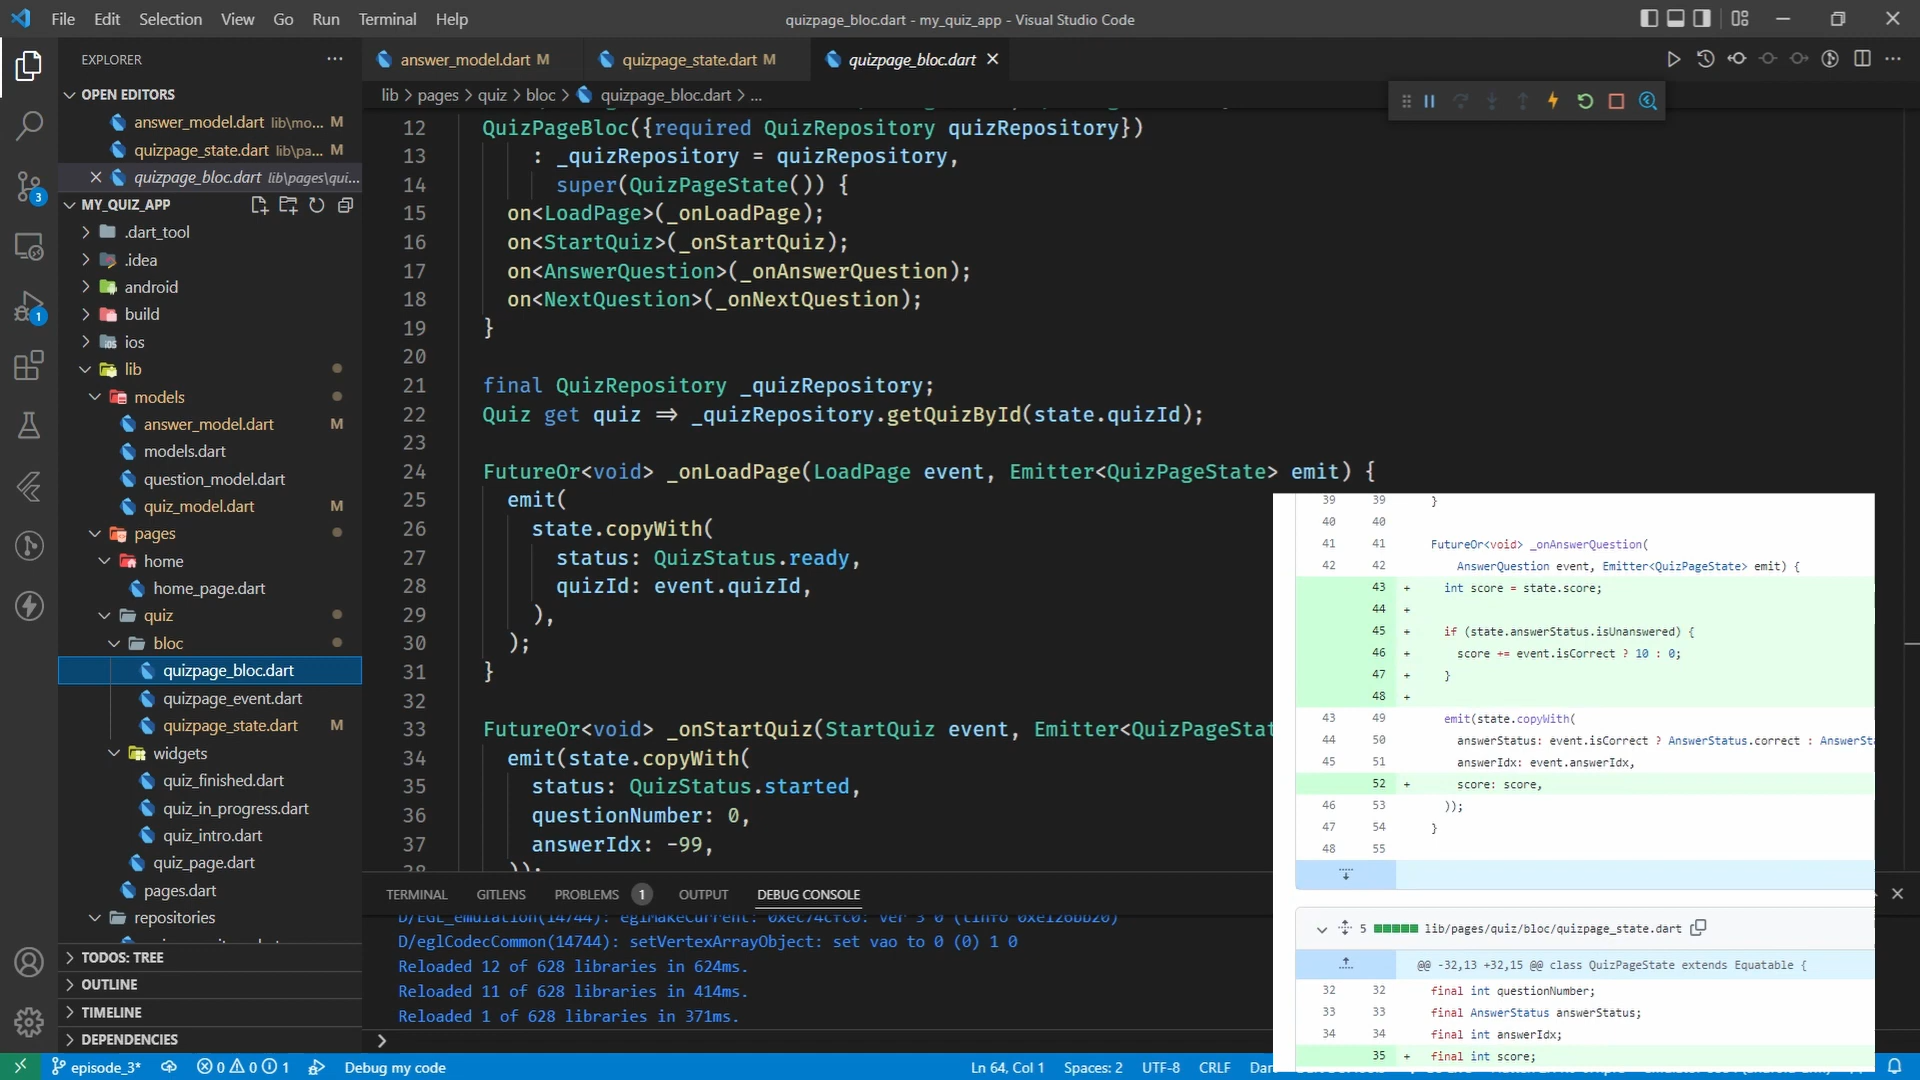 File Edit Selection View Go Run Terminal Help
quizpage_bloc.dart - my_quiz_app - Visual Studio Code
EXPLORER
OPEN EDITORS
answer_model.dart lib\mo... M
quizpage_state.dart lib\pa... M
quizpage_bloc.dart lib\pages\qui...
MY_QUIZ_APP
.dart_tool
.idea
android
build
ios
lib
models
answer_model.dart M
models.dart
question_model.dart
quiz_model.dart M
pages
home
home_page.dart
quiz
bloc
quizpage_bloc.dart
quizpage_event.dart
quizpage_state.dart M
widgets
quiz_finished.dart
quiz_in_progress.dart
quiz_intro.dart
quiz_page.dart
pages.dart
repositories
TODOS: TREE
OUTLINE
TIMELINE
DEPENDENCIES
3
1
answer_model.dart M
quizpage_state.dart M
quizpage_bloc.dart
lib > pages > quiz > bloc > quizpage_bloc.dart > ...
12 QuizPageBloc({required QuizRepository quizRepository})
13 : _quizRepository = quizRepository,
14 super(QuizPageState()) {
15 on<LoadPage>(_onLoadPage);
16 on<StartQuiz>(_onStartQuiz);
17 on<AnswerQuestion>(_onAnswerQuestion);
18 on<NextQuestion>(_onNextQuestion);
19 }
20
21 final QuizRepository _quizRepository;
22 Quiz get quiz => _quizRepository.getQuizById(state.quizId);
23
24 FutureOr<void> _onLoadPage(LoadPage event, Emitter<QuizPageState> emit) {
25 emit(
26 state.copyWith(
27 status: QuizStatus.ready,
28 quizId: event.quizId,
29 ),
30 );
31 }
32
33 FutureOr<void> _onStartQuiz(StartQuiz event, Emitter<QuizPageStat
34 emit(state.copyWith(
35 status: QuizStatus.started,
36 questionNumber: 0,
37 answerIdx: -99,
38 ));
TERMINAL GITLENS PROBLEMS 1 OUTPUT DEBUG CONSOLE
D/EGL_emulation(14744): eglMakeCurrent: 0xec74cfc0: ver 3 0 (tinfo 0xe126bb20)
D/eglCodecCommon(14744): setVertexArrayObject: set vao to 0 (0) 1 0
Reloaded 12 of 628 libraries in 624ms.
Reloaded 11 of 628 libraries in 414ms.
Reloaded 1 of 628 libraries in 371ms.
39 39 }
40 40
41 41 FutureOr<void> _onAnswerQuestion(
42 42 AnswerQuestion event, Emitter<QuizPageState> emit) {
43 + int score = state.score;
44 +
45 + if (state.answerStatus.isUnanswered) {
46 + score += event.isCorrect ? 10 : 0;
47 + }
48 +
43 49 emit(state.copyWith(
44 50 answerStatus: event.isCorrect ? AnswerStatus.correct : AnswerSta
45 51 answerIdx: event.answerIdx,
52 + score: score,
46 53 ));
47 54 }
48 55
5 lib/pages/quiz/bloc/quizpage_state.dart
@@ -32,13 +32,15 @@ class QuizPageState extends Equatable {
32 32 final int questionNumber;
33 33 final AnswerStatus answerStatus;
34 34 final int answerIdx;
35 + final int score;
episode_3* 0 0 1 Debug my code
Ln 64, Col 1 Spaces: 2 UTF-8 CRLF